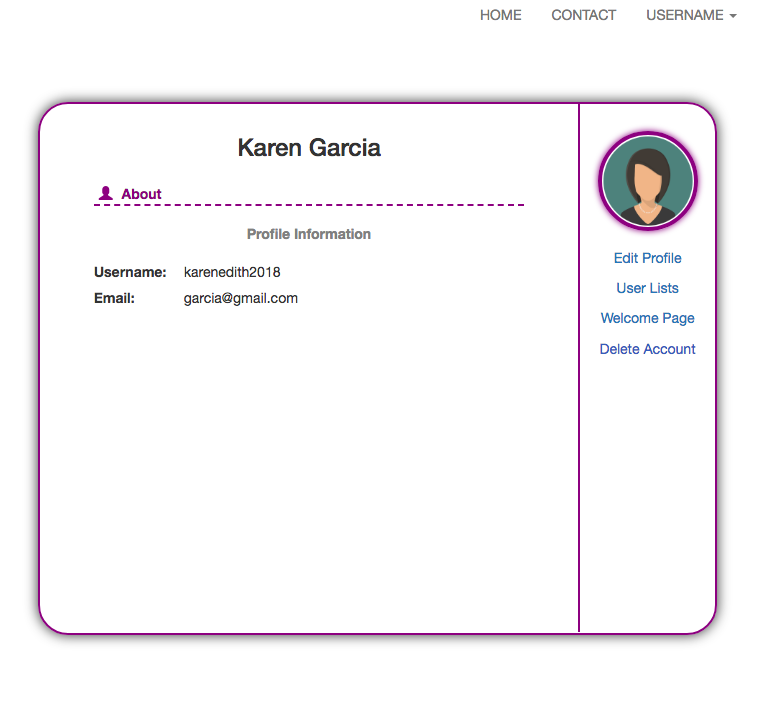 HOME CONTACT USERNAME
Karen Garcia
About
Profile Information
Username: karenedith2018
Email: garcia@gmail.com
Edit Profile
User Lists
Welcome Page
Delete Account